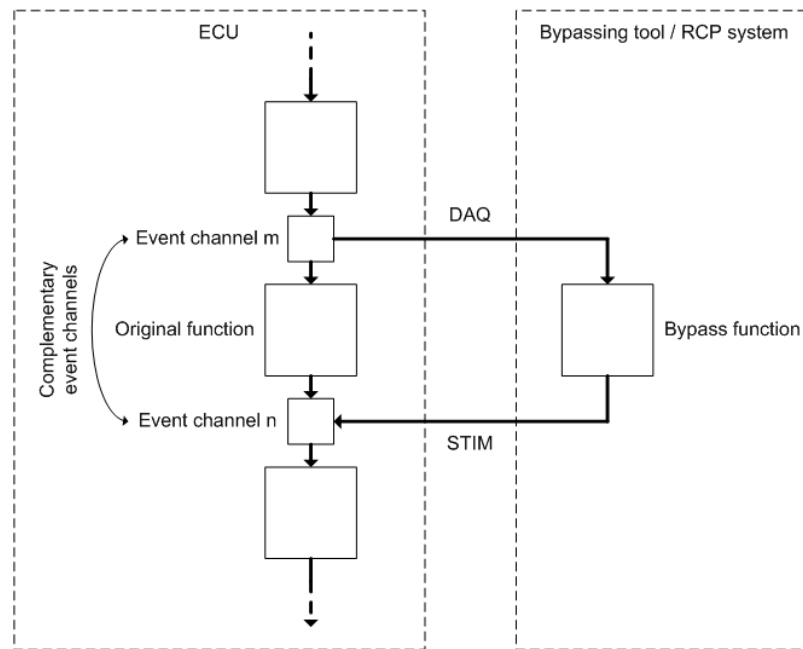 ECU
Bypassing tool / RCP system
DAQ
Event channel m
Complementary
event channels
Original function
Bypass function
Event channel n
STIM